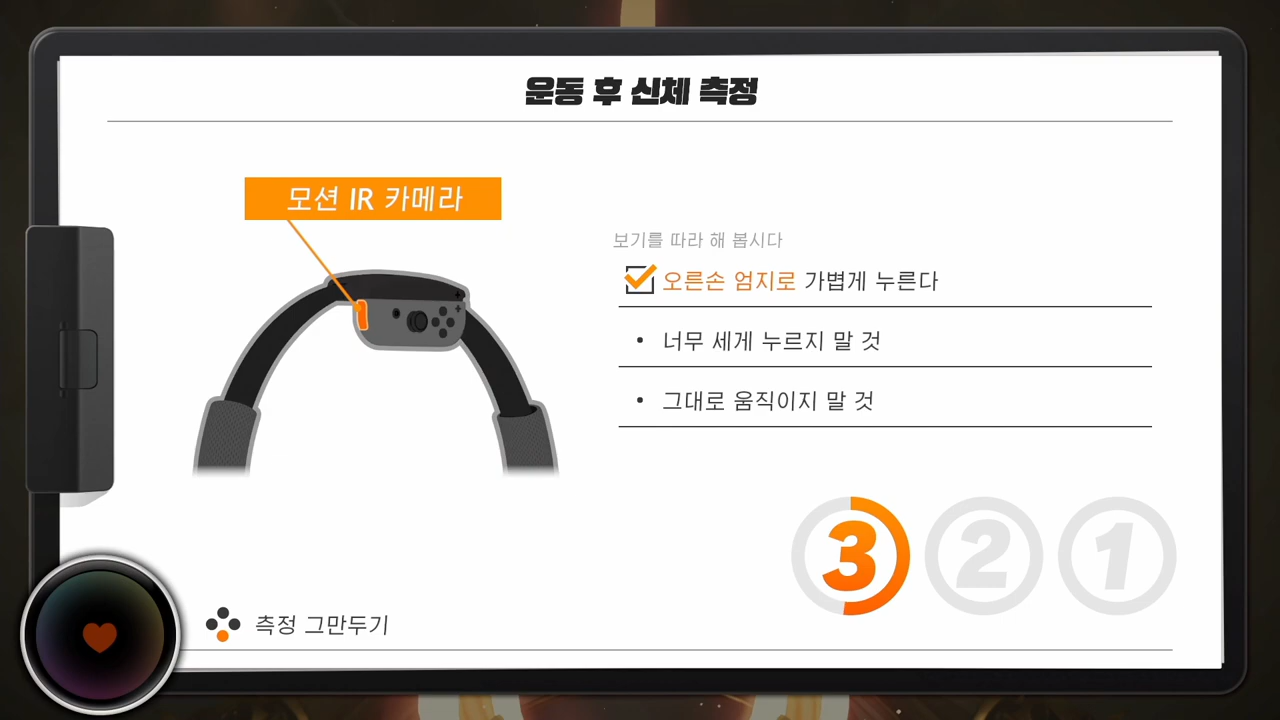 운동 후 신체 측정
모션 IR 카메라
보기를 따라 해 봅시다
오른손 엄지로 가볍게 누른다
• 너무 세게 누르지 말 것
• 그대로 움직이지 말 것
3 2 1
측정 그만두기